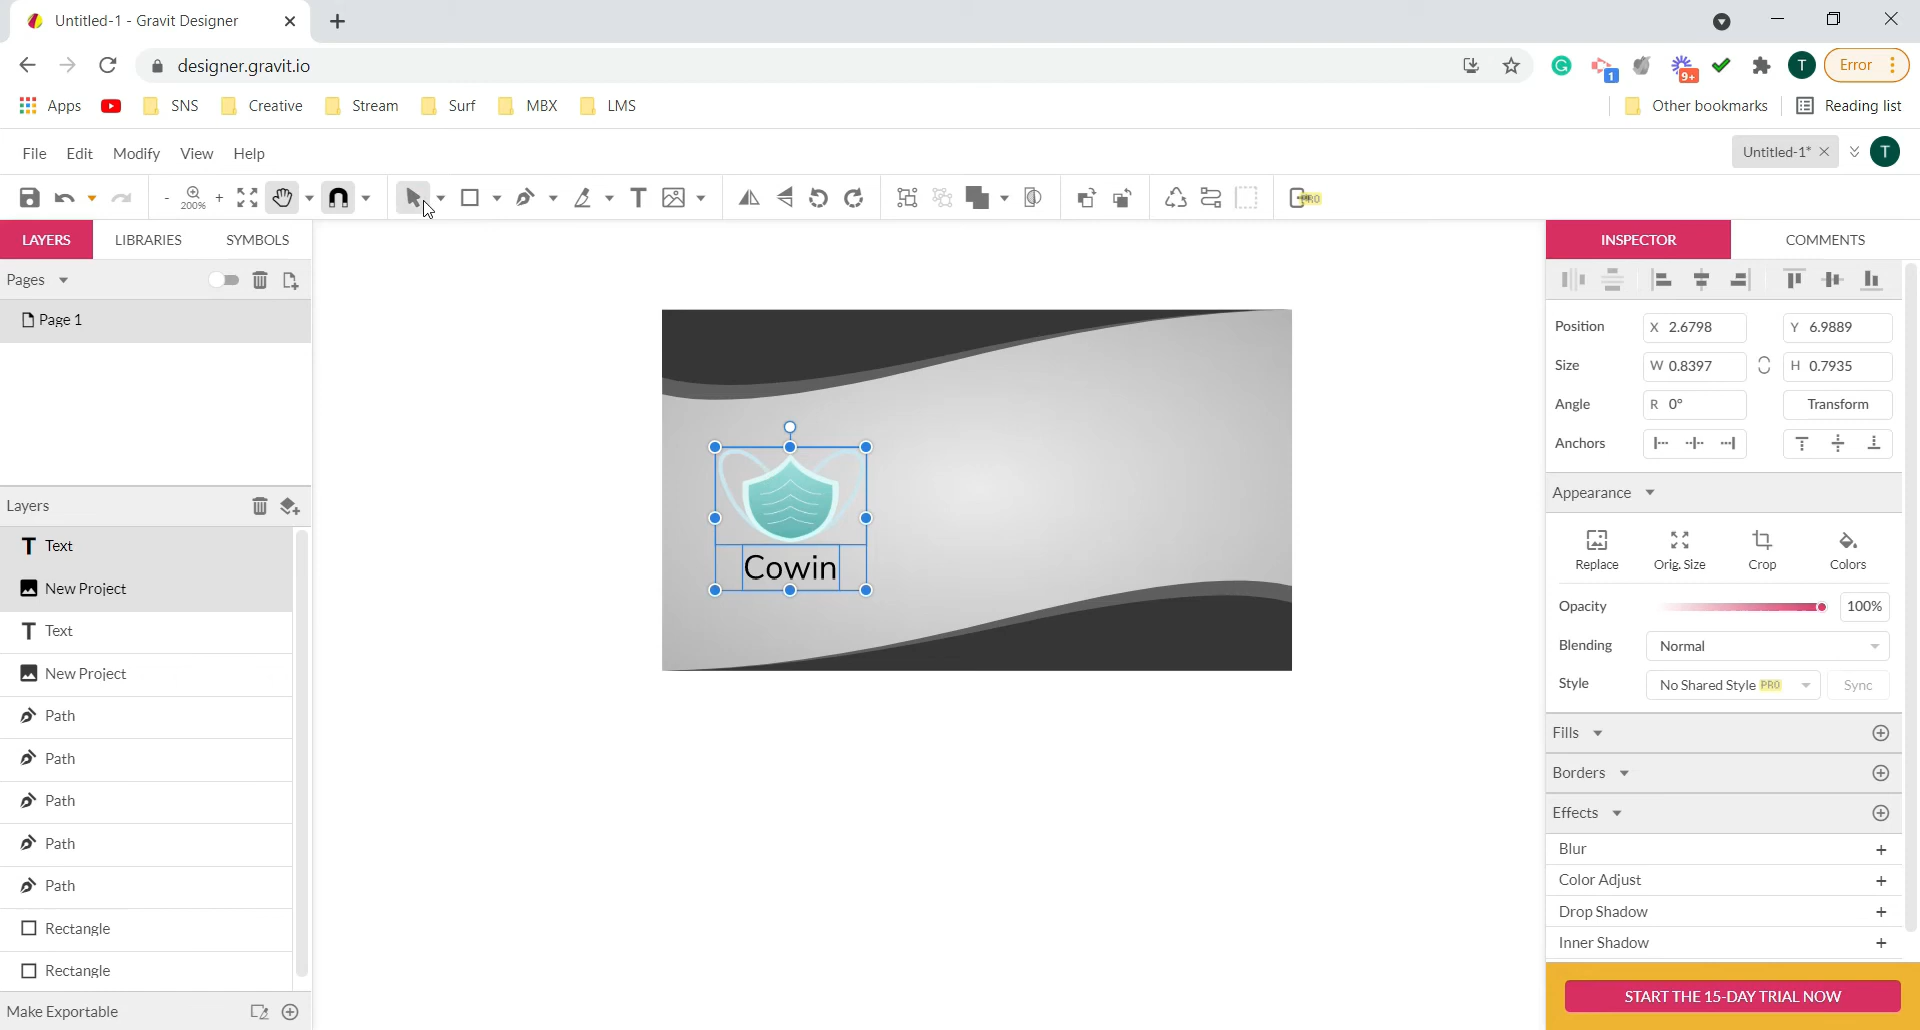 Untitled-1 - Gravit Designer
designer.gravit.io
1
9+
T
Error
Apps
SNS
Creative
Stream
Surf
MBX
LMS
Other bookmarks
Reading list
File
Edit
Modify
View
Help
Untitled-1*
T
-
200%
+
PRO
LAYERS
LIBRARIES
SYMBOLS
INSPECTOR
COMMENTS
Pages
Page 1
Position
X 2.6798
Y 6.9889
Size
W 0.8397
H 0.7935
Angle
R 0°
Transform
Anchors
Appearance
Layers
T Text
New Project
T Text
New Project
Path
Path
Path
Path
Path
Rectangle
Rectangle
Make Exportable
Cowin
Replace
Orig. Size
Crop
Colors
Opacity
100%
Blending
Normal
Style
No Shared Style PRO
Sync
Fills
Borders
Effects
Blur
Color Adjust
Drop Shadow
Inner Shadow
START THE 15-DAY TRIAL NOW